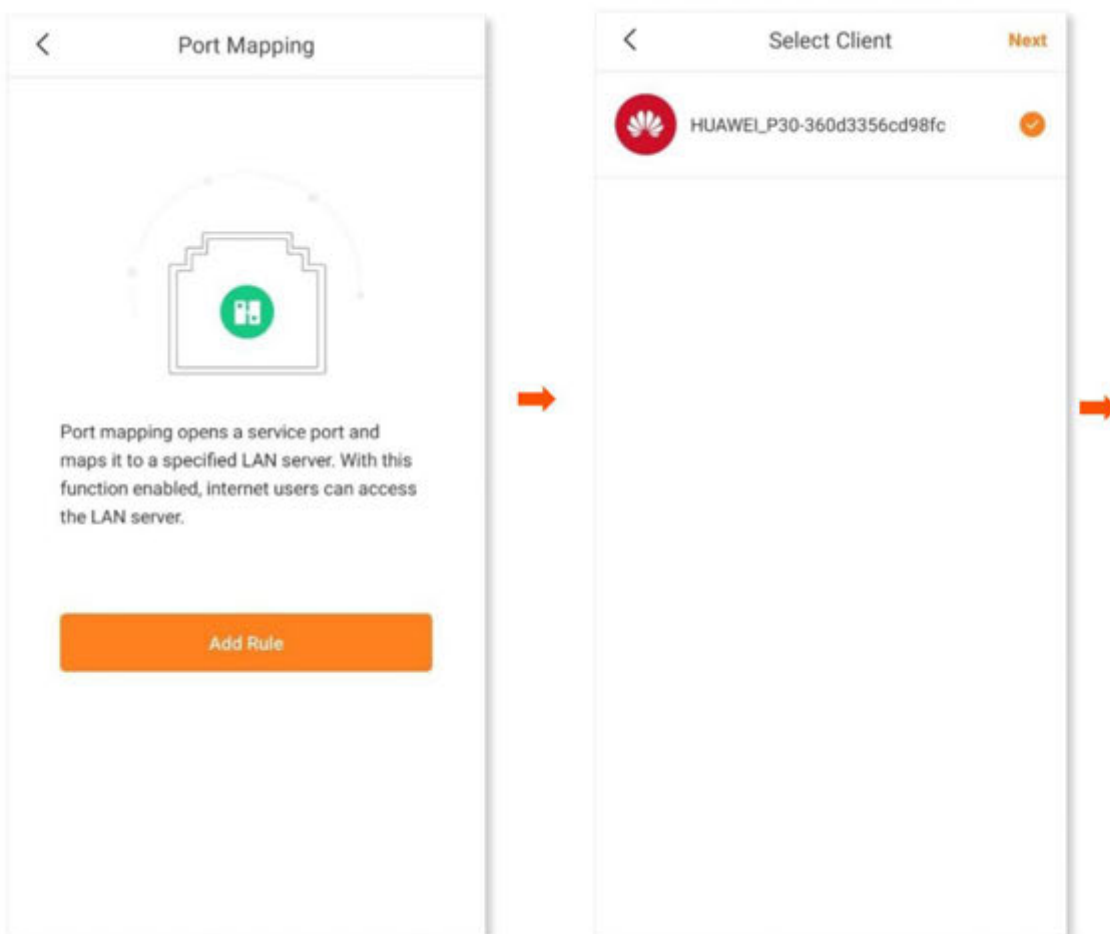 Port Mapping
Port mapping opens a service port and
maps it to a specified LAN server. With this
function enabled, internet users can access
the LAN server.
Add Rule
Select Client
Next
HUAWEI_P30-360d3356cd98fc